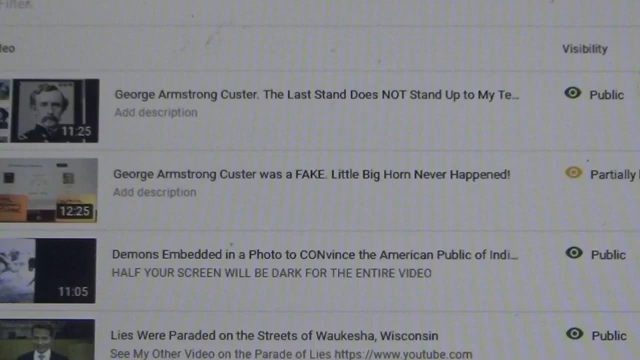 Filter
deo Visibility
George Armstrong Custer. The Last Stand Does NOT Stand Up to My Te... Public
Add description
11:25
George Armstrong Custer was a FAKE. Little Big Horn Never Happened! Partially
Add description
12:25
Demons Embedded in a Photo to CONvince the American Public of Indi... Public
HALF YOUR SCREEN WILL BE DARK FOR THE ENTIRE VIDEO
11:05
Lies Were Paraded on the Streets of Waukesha, Wisconsin Public
See My Other Video on the Parade of Lies https://www.youtube.com